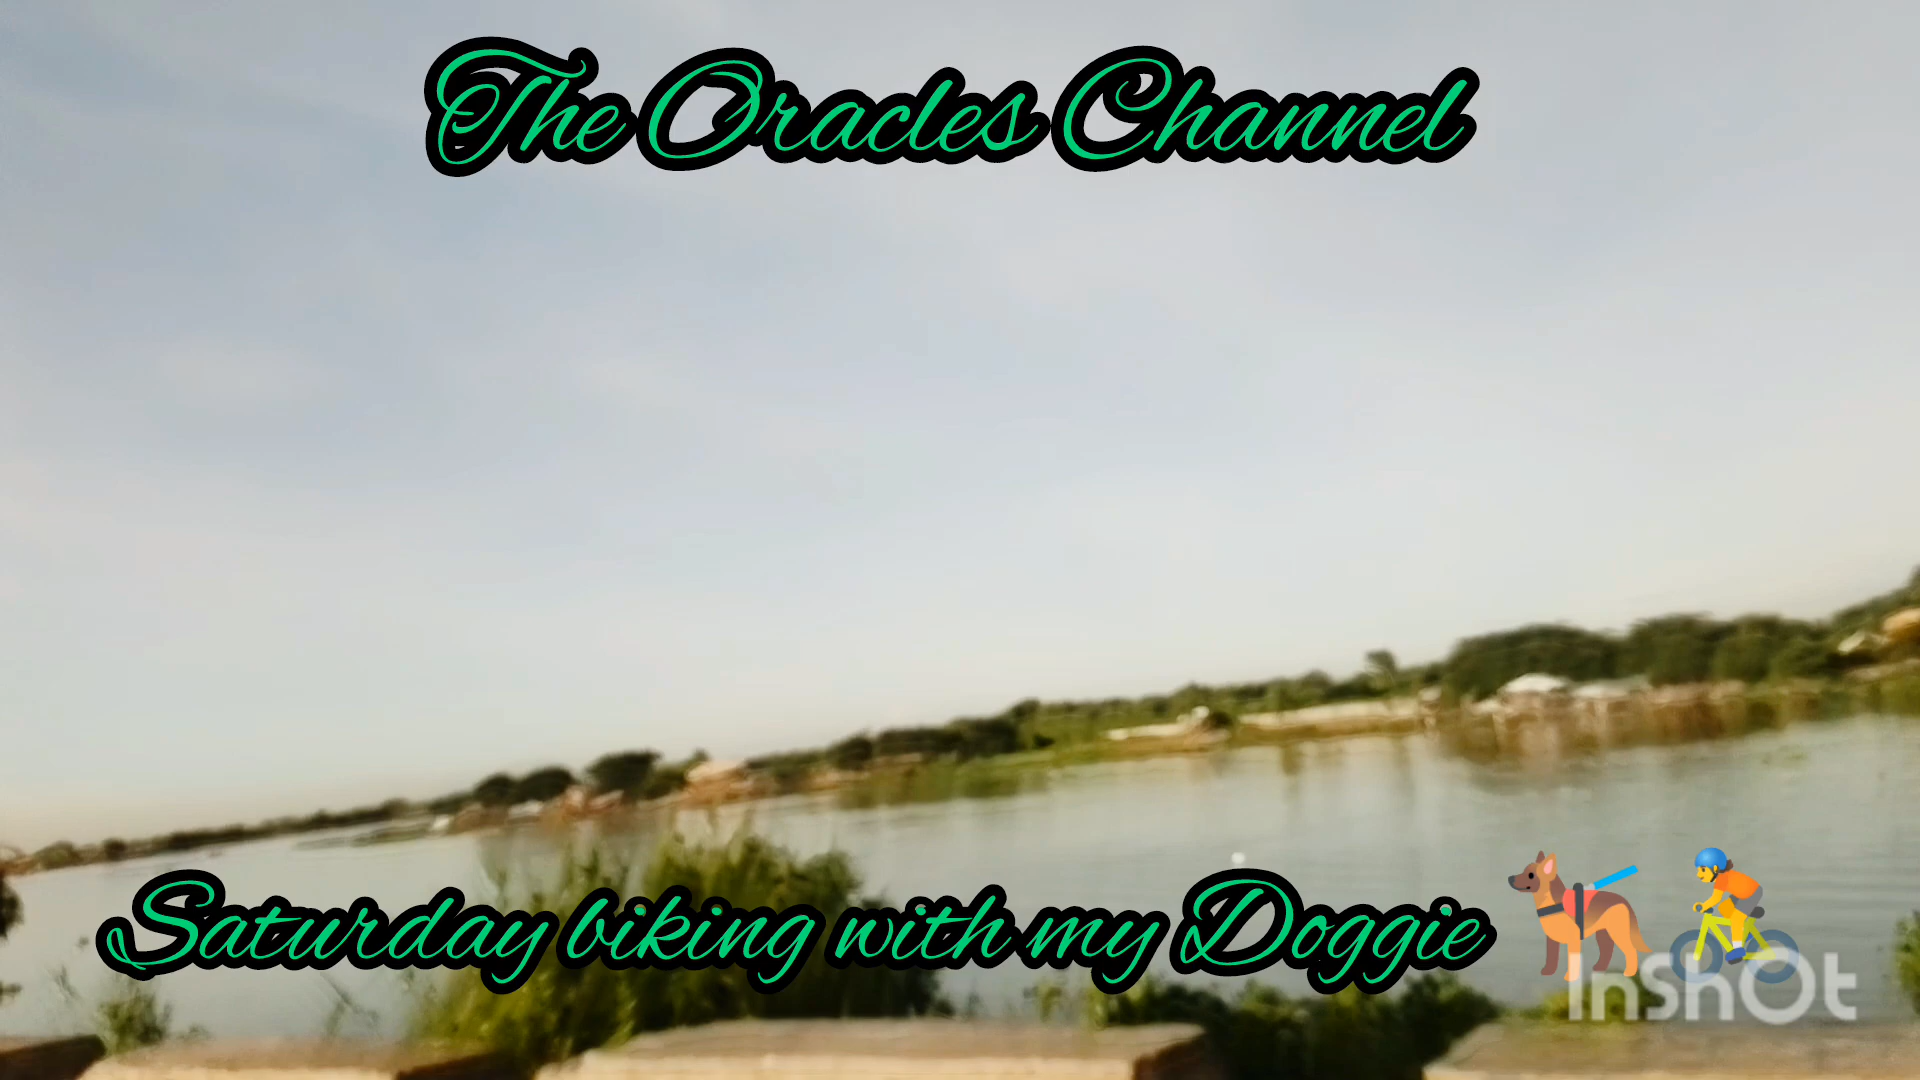 The Oracles Channel
Saturday biking with my Doggie 🐕‍🦺 🚴
InShOt